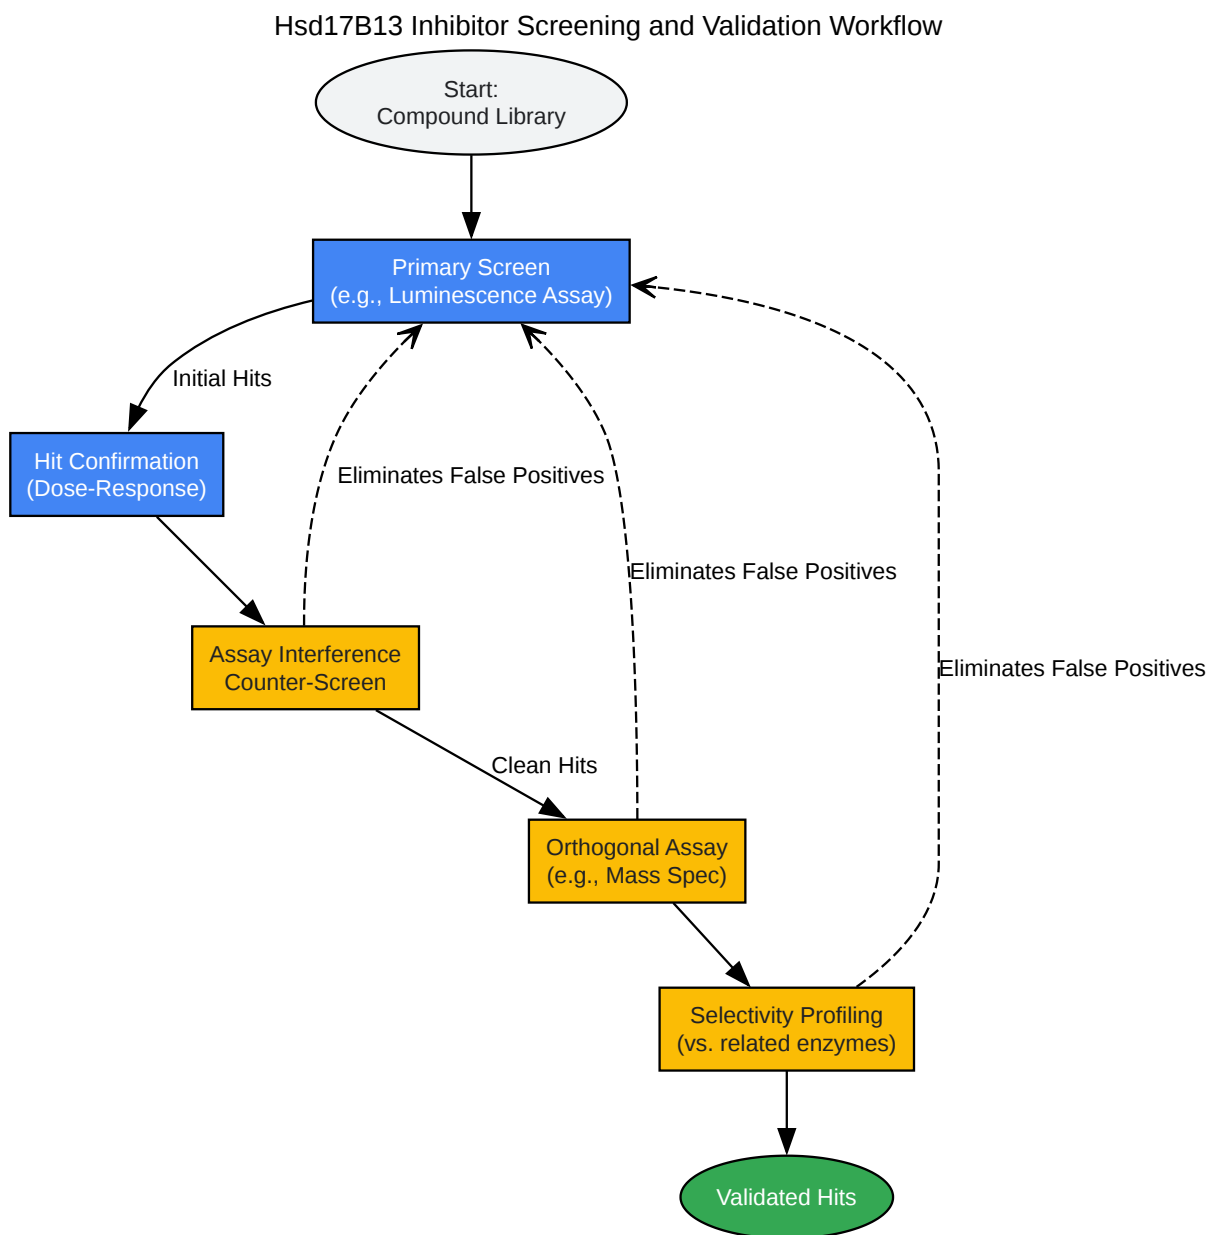 Hsd17B13 Inhibitor Screening and Validation Workflow
Start:
Compound Library
Primary Screen
(e.g., Luminescence Assay)
Initial Hits
Hit Confirmation
(Dose-Response)
Eliminates False Positives
Eliminates False Positives
Assay Interference
Counter-Screen
Eliminates False Positives
Clean Hits
Orthogonal Assay
(e.g., Mass Spec)
Selectivity Profiling
(vs. related enzymes)
Validated Hits